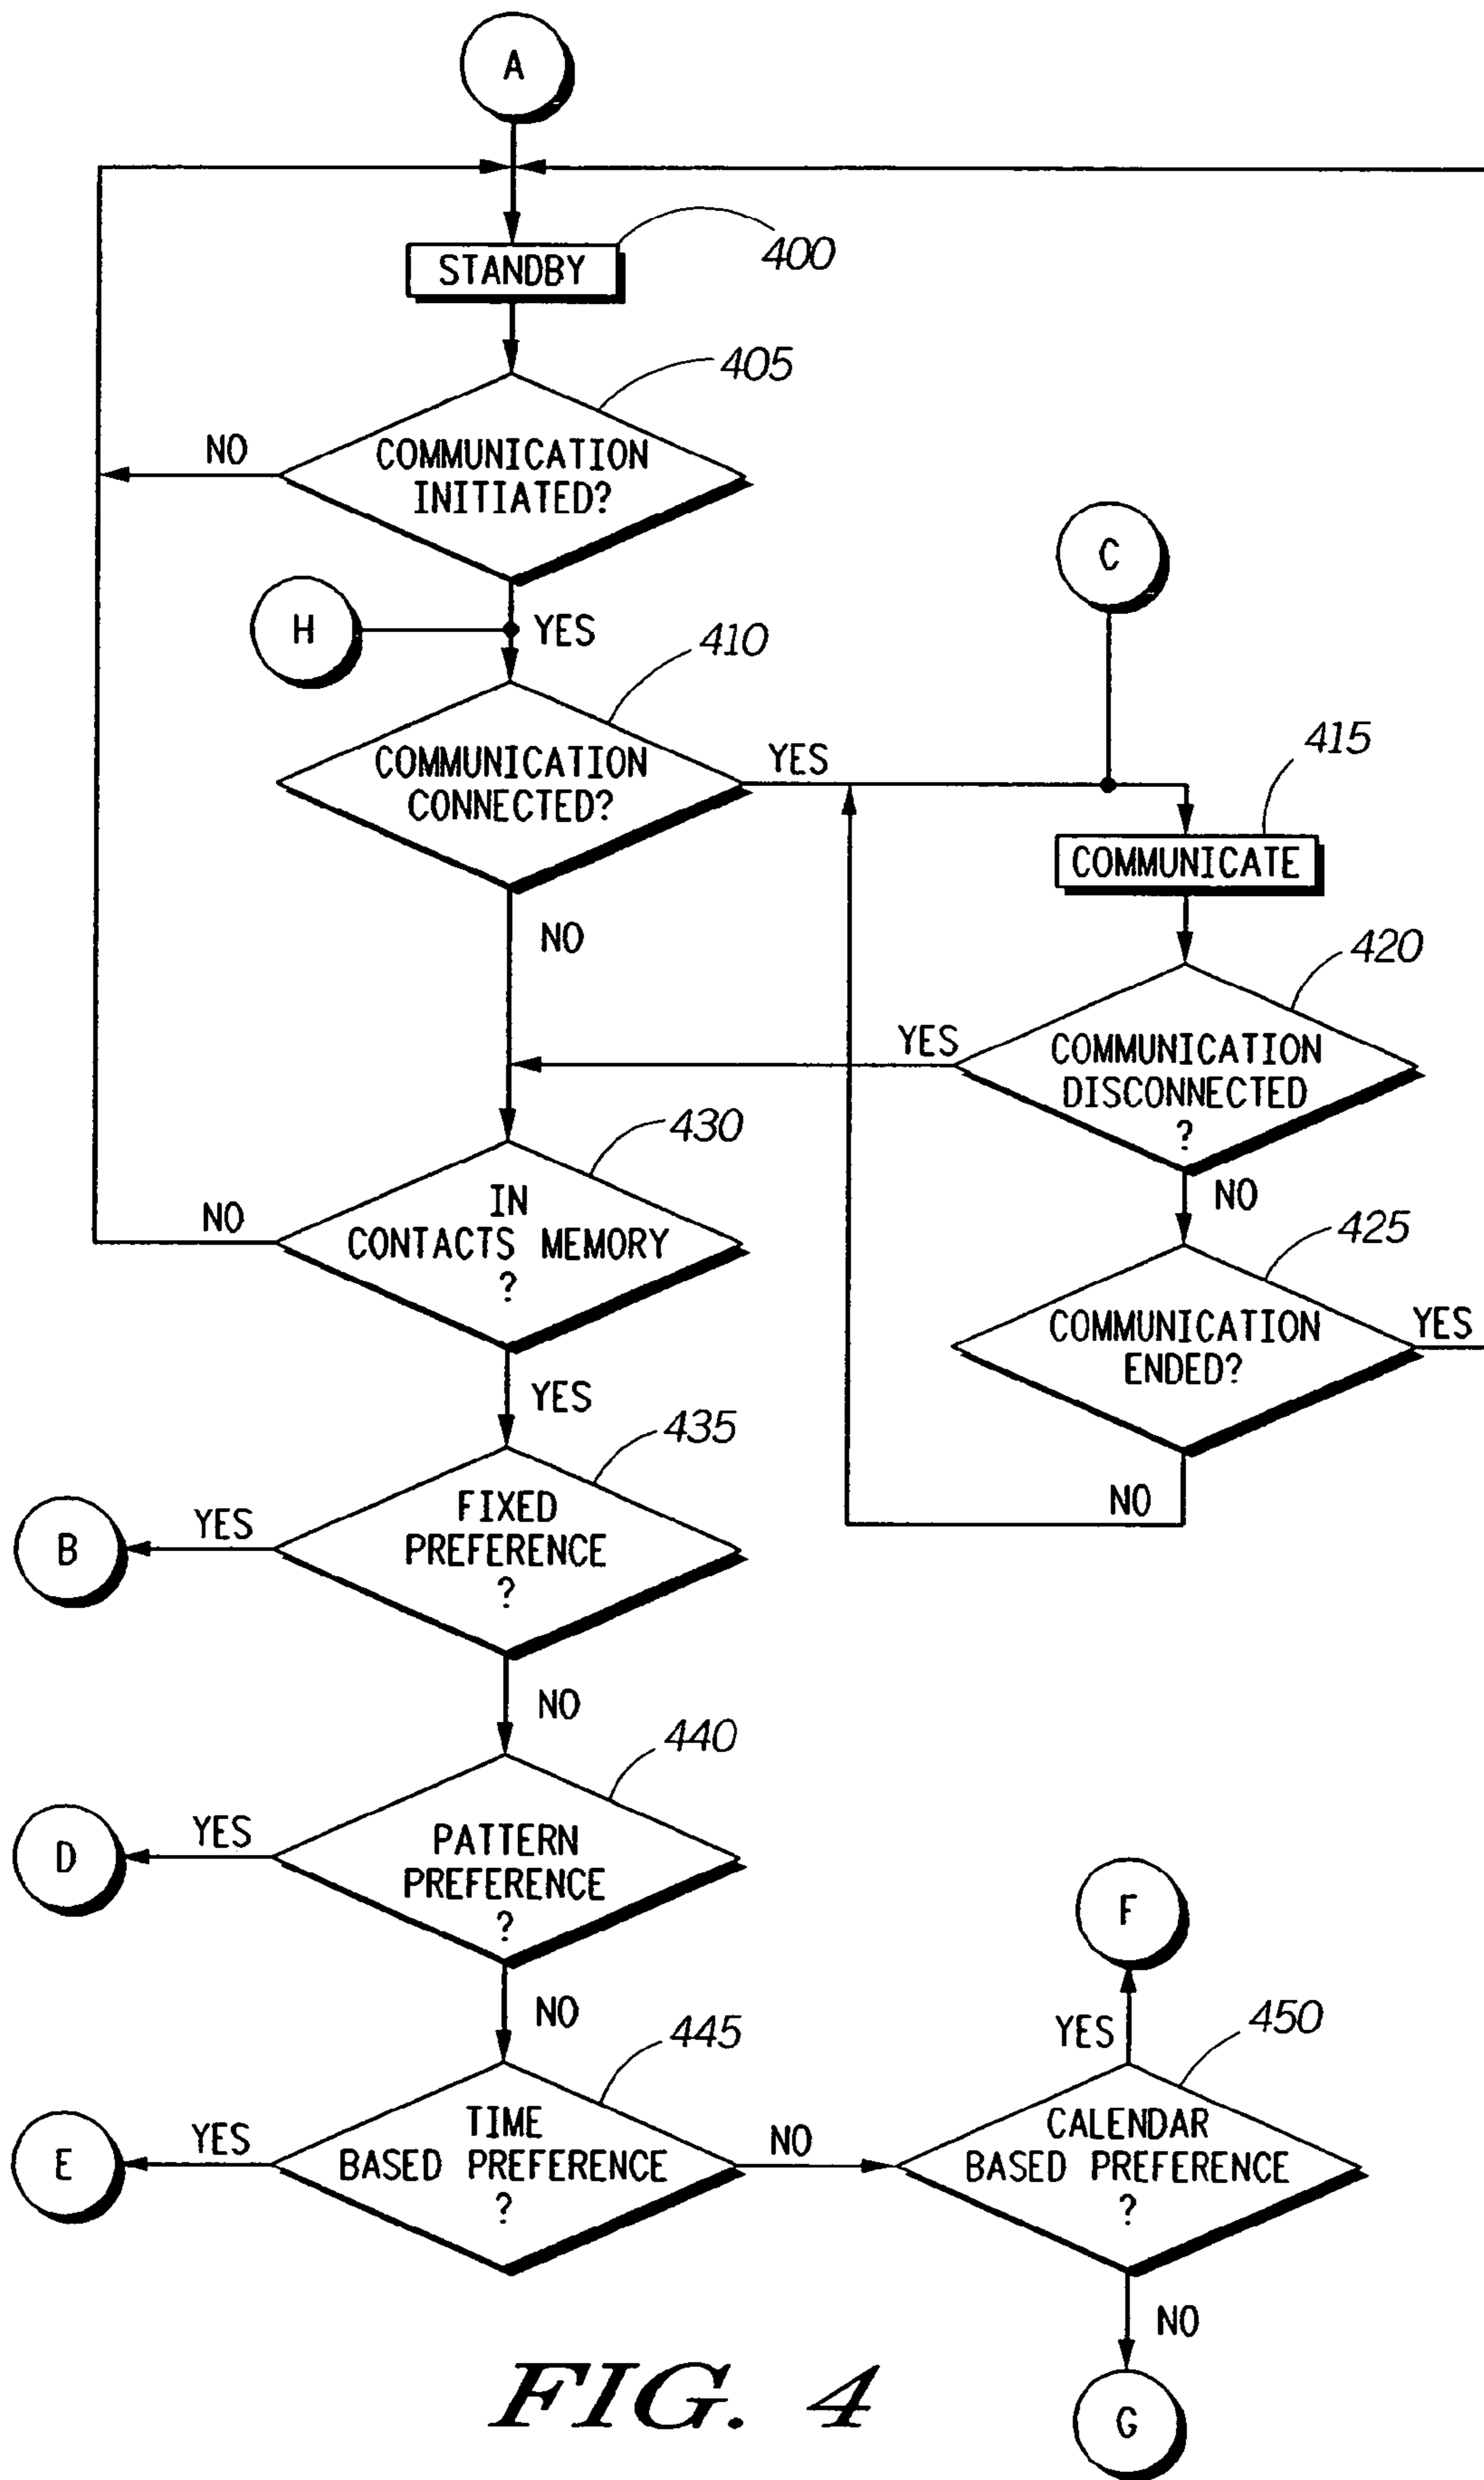 A
STANDBY
400
405
COMMUNICATION
INITIATED?
NO
C
H
YES
410
COMMUNICATION
CONNECTED?
YES
415
COMMUNICATE
NO
420
YES
COMMUNICATION
DISCONNECTED
?
430
IN
CONTACTS MEMORY
?
NO
NO
425
COMMUNICATION
ENDED?
YES
YES
NO
435
FIXED
PREFERENCE
?
YES
B
NO
440
PATTERN
PREFERENCE
?
YES
D
F
NO
445
TIME
BASED PREFERENCE
?
YES
E
NO
YES
450
CALENDAR
BASED PREFERENCE
?
NO
G
FIG. 4